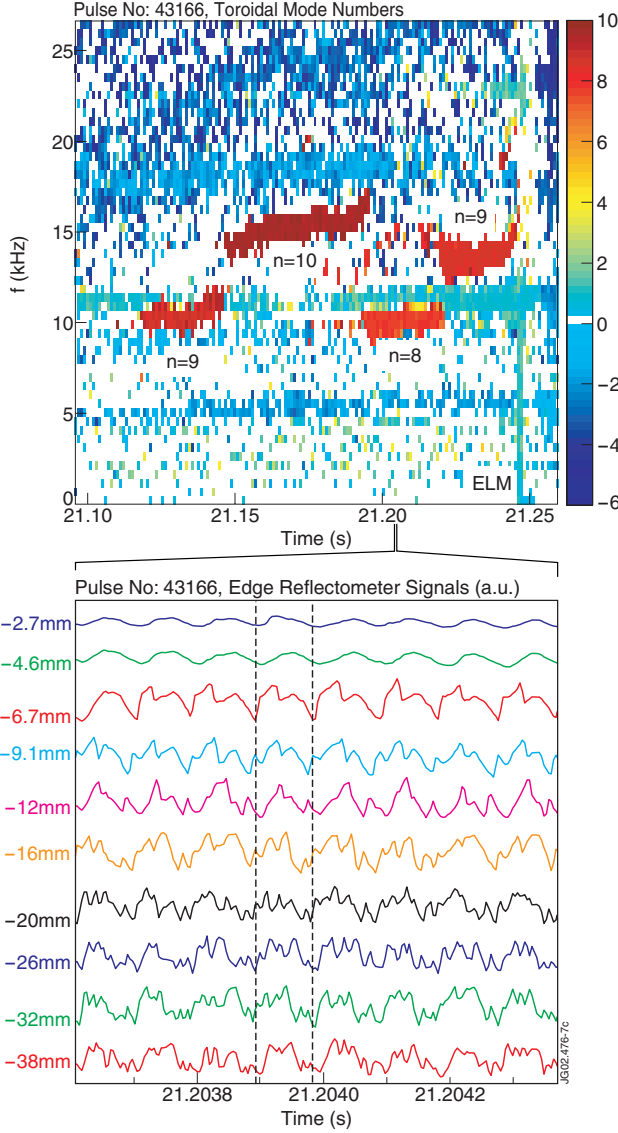 Pulse No: 43166, Toroidal Mode Numbers
f (kHz)
25
20
15
10
5
0
n=9
n=10
n=9
n=8
ELM
21.10
21.15
21.20
21.25
Time (s)
10
8
6
4
2
0
−2
−4
−6
Pulse No: 43166, Edge Reflectometer Signals (a.u.)
−2.7mm
−4.6mm
−6.7mm
−9.1mm
−12mm
−16mm
−20mm
−26mm
−32mm
−38mm
21.2038
21.2040
21.2042
Time (s)
JG02.476-7c